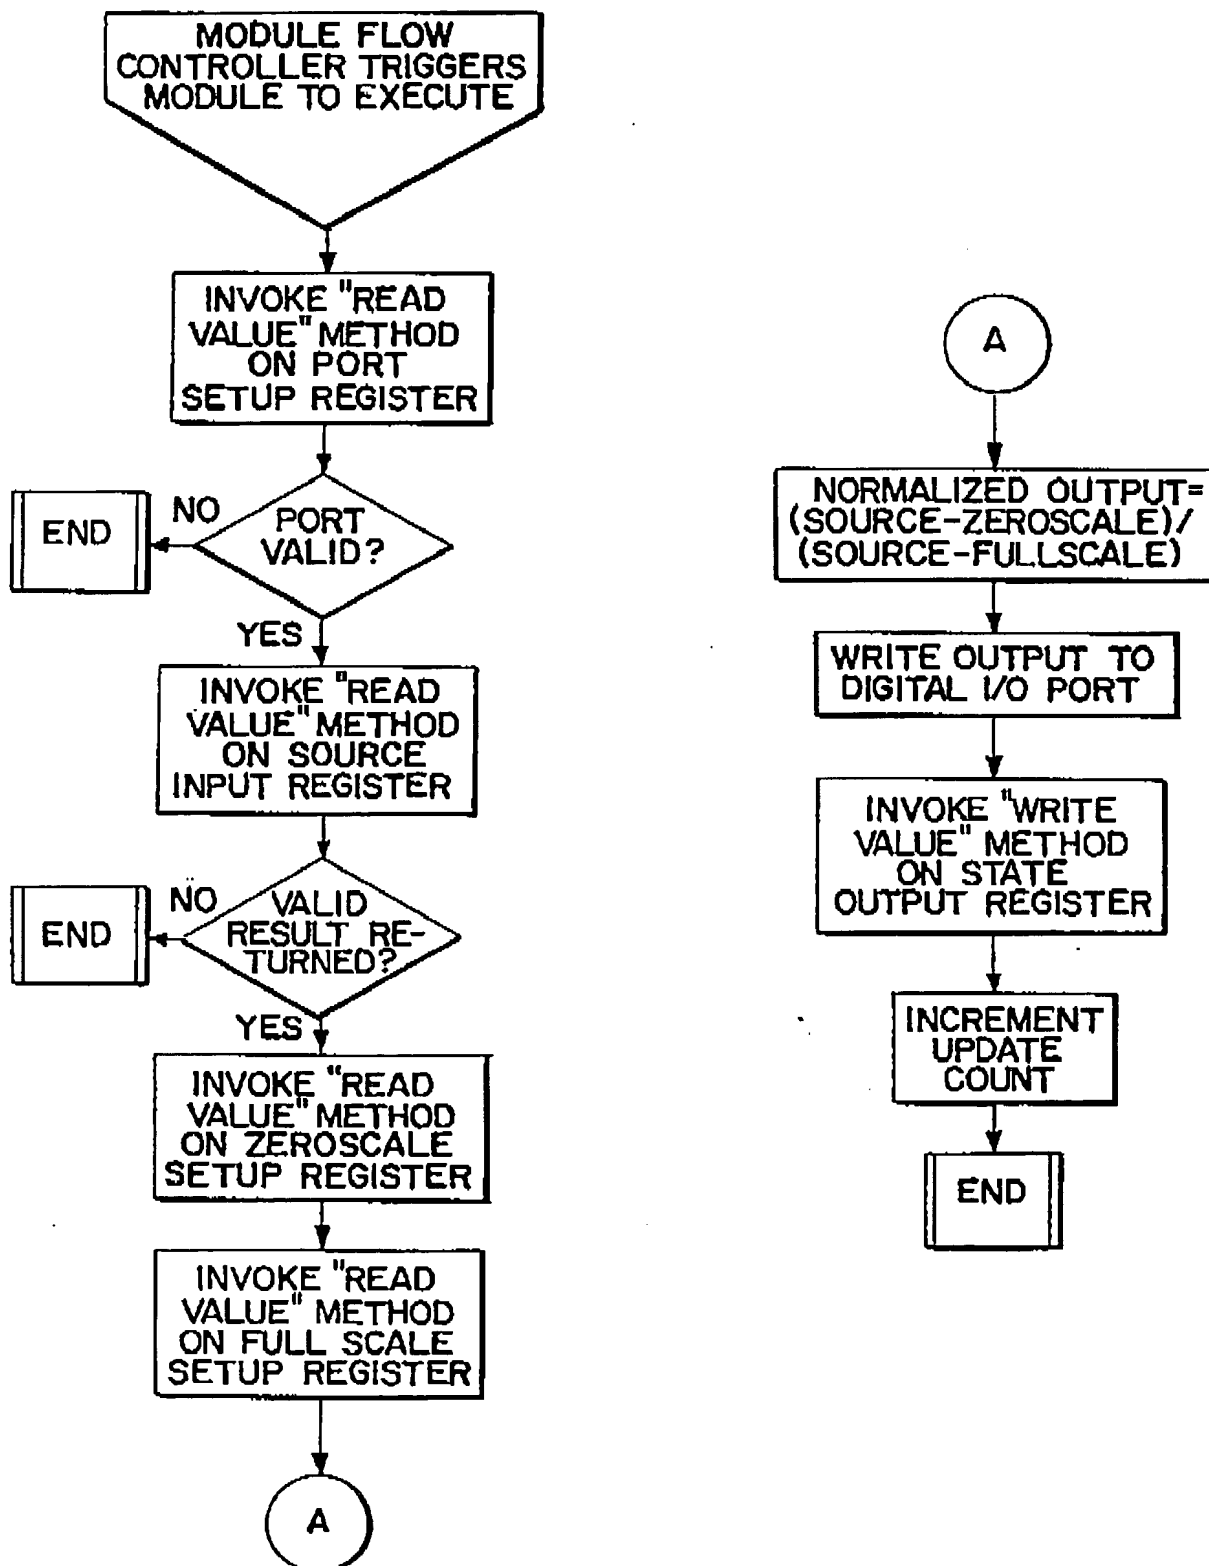 MODULE FLOW
CONTROLLER TRIGGERS
MODULE TO EXECUTE
INVOKE "READ
VALUE" METHOD
ON PORT
SETUP REGISTER
PORT
VALID?
NO
END
YES
INVOKE "READ
VALUE" METHOD
ON SOURCE
INPUT REGISTER
VALID
RESULT RE-
TURNED?
NO
END
YES
INVOKE "READ
VALUE" METHOD
ON ZEROSCALE
SETUP REGISTER
INVOKE "READ
VALUE" METHOD
ON FULL SCALE
SETUP REGISTER
A
A
NORMALIZED OUTPUT=
(SOURCE-ZEROSCALE)/
(SOURCE-FULLSCALE)
WRITE OUTPUT TO
DIGITAL I/O PORT
INVOKE "WRITE
VALUE" METHOD
ON STATE
OUTPUT REGISTER
INCREMENT
UPDATE
COUNT
END